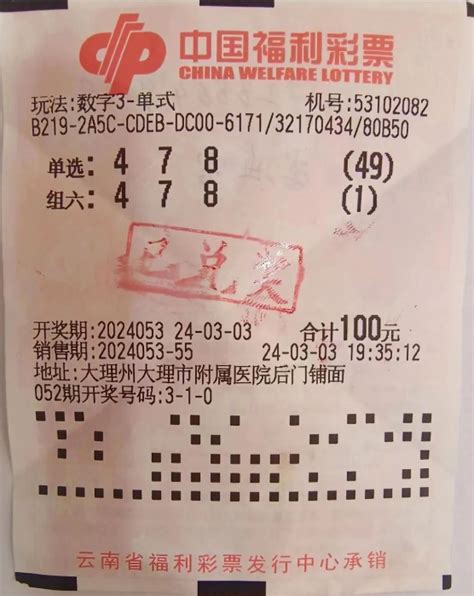 中国福利彩票
CHINA WELFARE LOTTERY
玩法:数字3-单式 机号:53102082
B219-2A5C-CDEB-DC00-6171/32170434/80B50
单选: 4 7 8 (49)
组六: 4 7 8 (1)
已兑奖
开奖期:2024053 24-03-03 合计100元
销售期:2024053-55 24-03-03 19:35:12
地址:大理州大理市附属医院后门铺面
052期开奖号码:3-1-0
云南省福利彩票发行中心承销